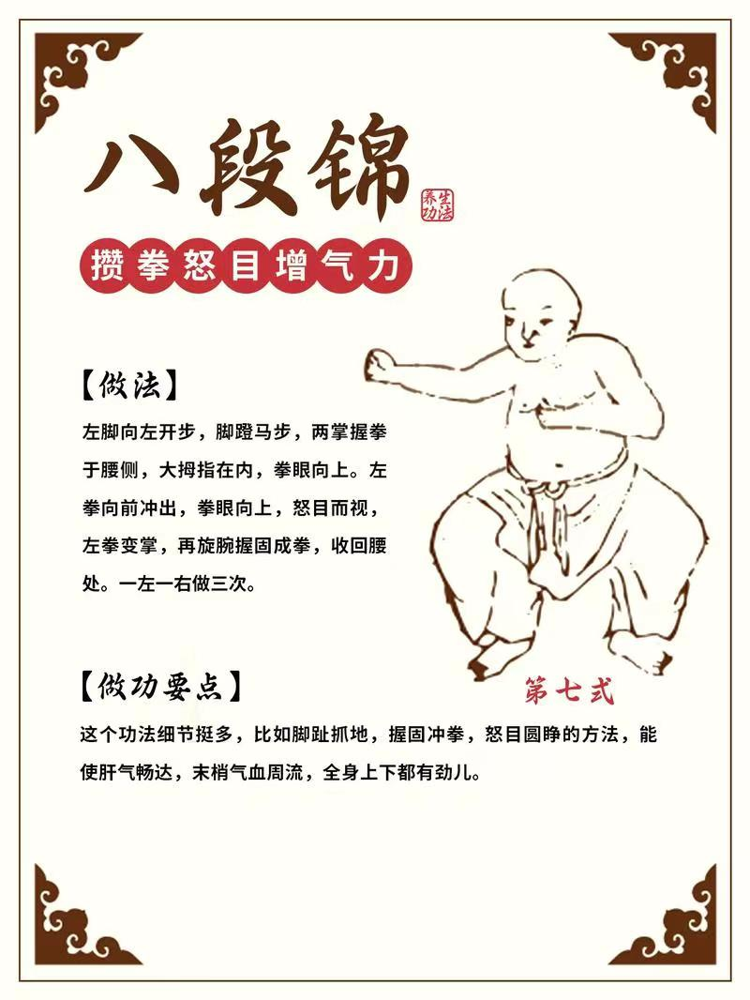 八段锦
养生
功法
攒拳怒目增气力
【做法】
左脚向左开步，脚蹬马步，两掌握拳
于腰侧，大拇指在内，拳眼向上。左
拳向前冲出，拳眼向上，怒目而视，
左拳变掌，再旋腕握固成拳，收回腰
处。一左一右做三次。
第七式
【做功要点】
这个功法细节挺多，比如脚趾抓地，握固冲拳，怒目圆睁的方法，能
使肝气畅达，末梢气血周流，全身上下都有劲儿。